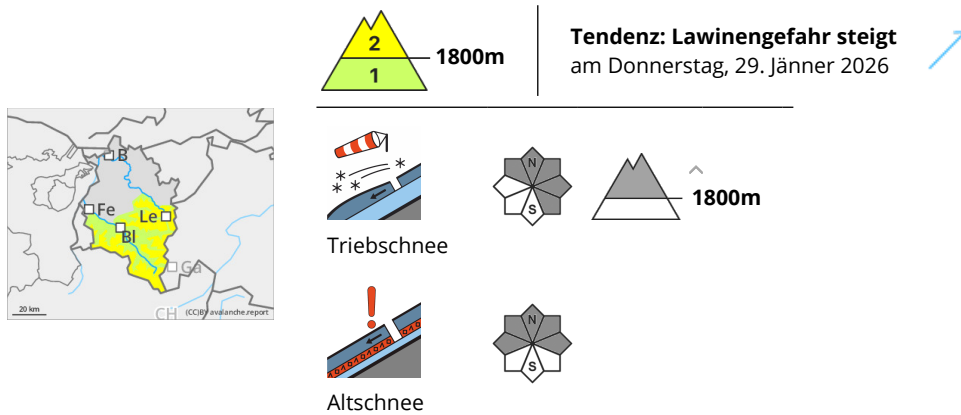 2
1800m
1
Tendenz: Lawinengefahr steigt
am Donnerstag, 29. Jänner 2026
B
Fe
Le
Bl
Ga
20 km
CH
(CC)BY avalanche.report
N
S
1800m
Triebschnee
N
S
Altschnee